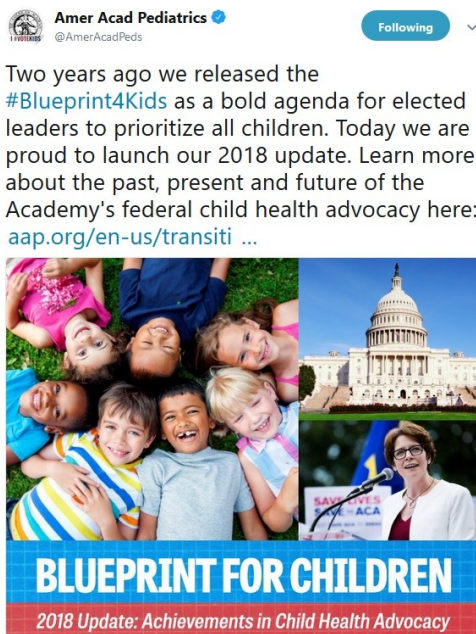 Amer Acad Pediatrics
@AmerAcadPeds
Following
Two years ago we released the
#Blueprint4Kids as a bold agenda for elected
leaders to prioritize all children. Today we are
proud to launch our 2018 update. Learn more
about the past, present and future of the
Academy's federal child health advocacy here:
aap.org/en-us/transiti ...
SAVE LIVES
SAVE ACA
BLUEPRINT FOR CHILDREN
2018 Update: Achievements in Child Health Advocacy